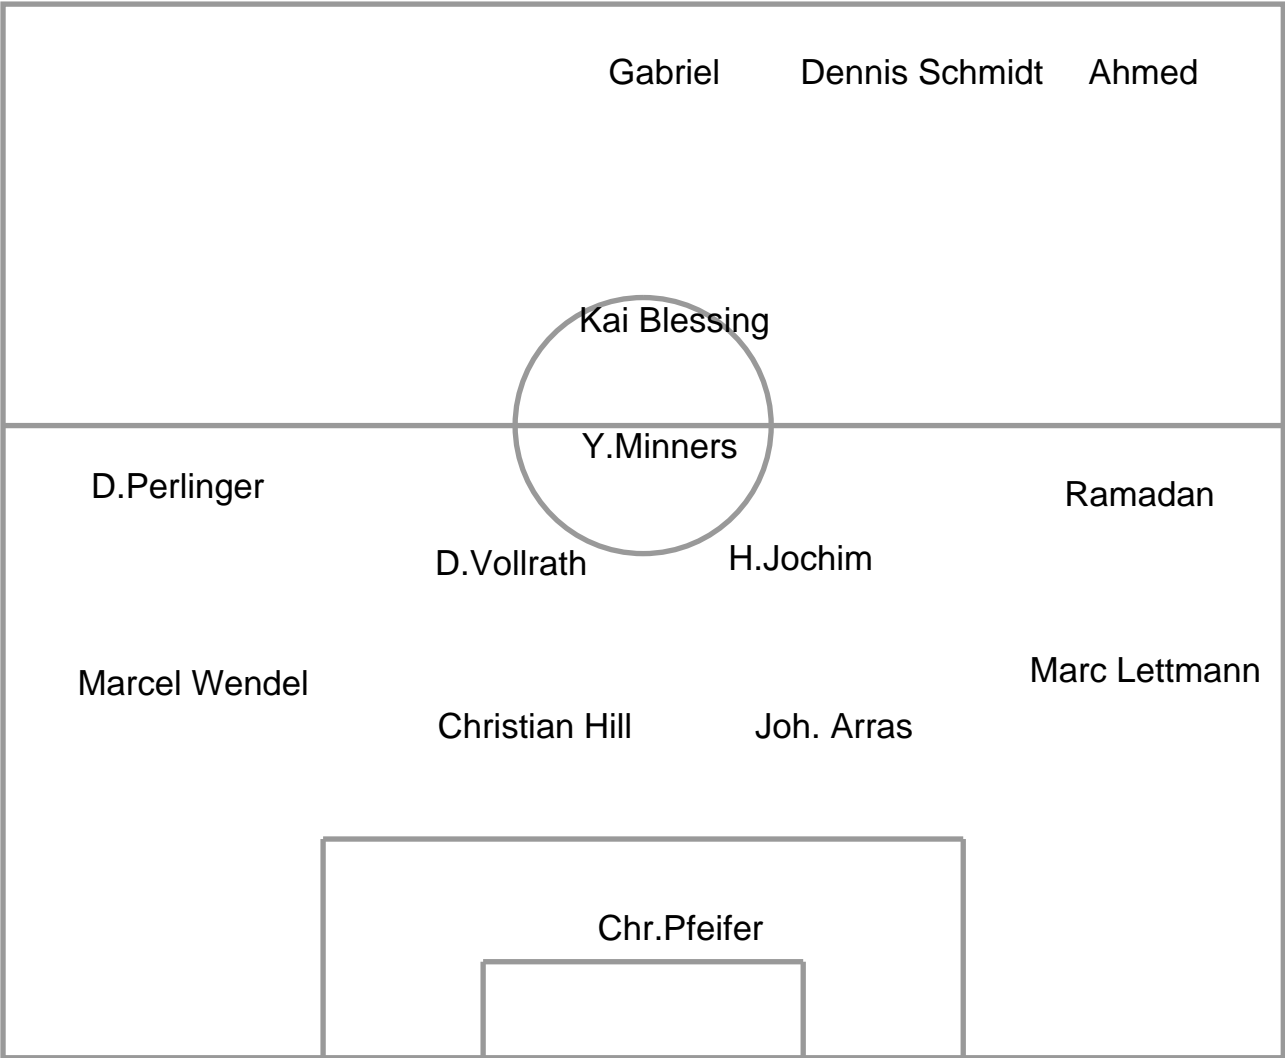 Gabriel Dennis Schmidt Ahmed
Kai Blessing
Y.Minners
D.Perlinger Ramadan
D.Vollrath H.Jochim
Marcel Wendel Marc Lettmann
Christian Hill Joh. Arras
Chr.Pfeifer